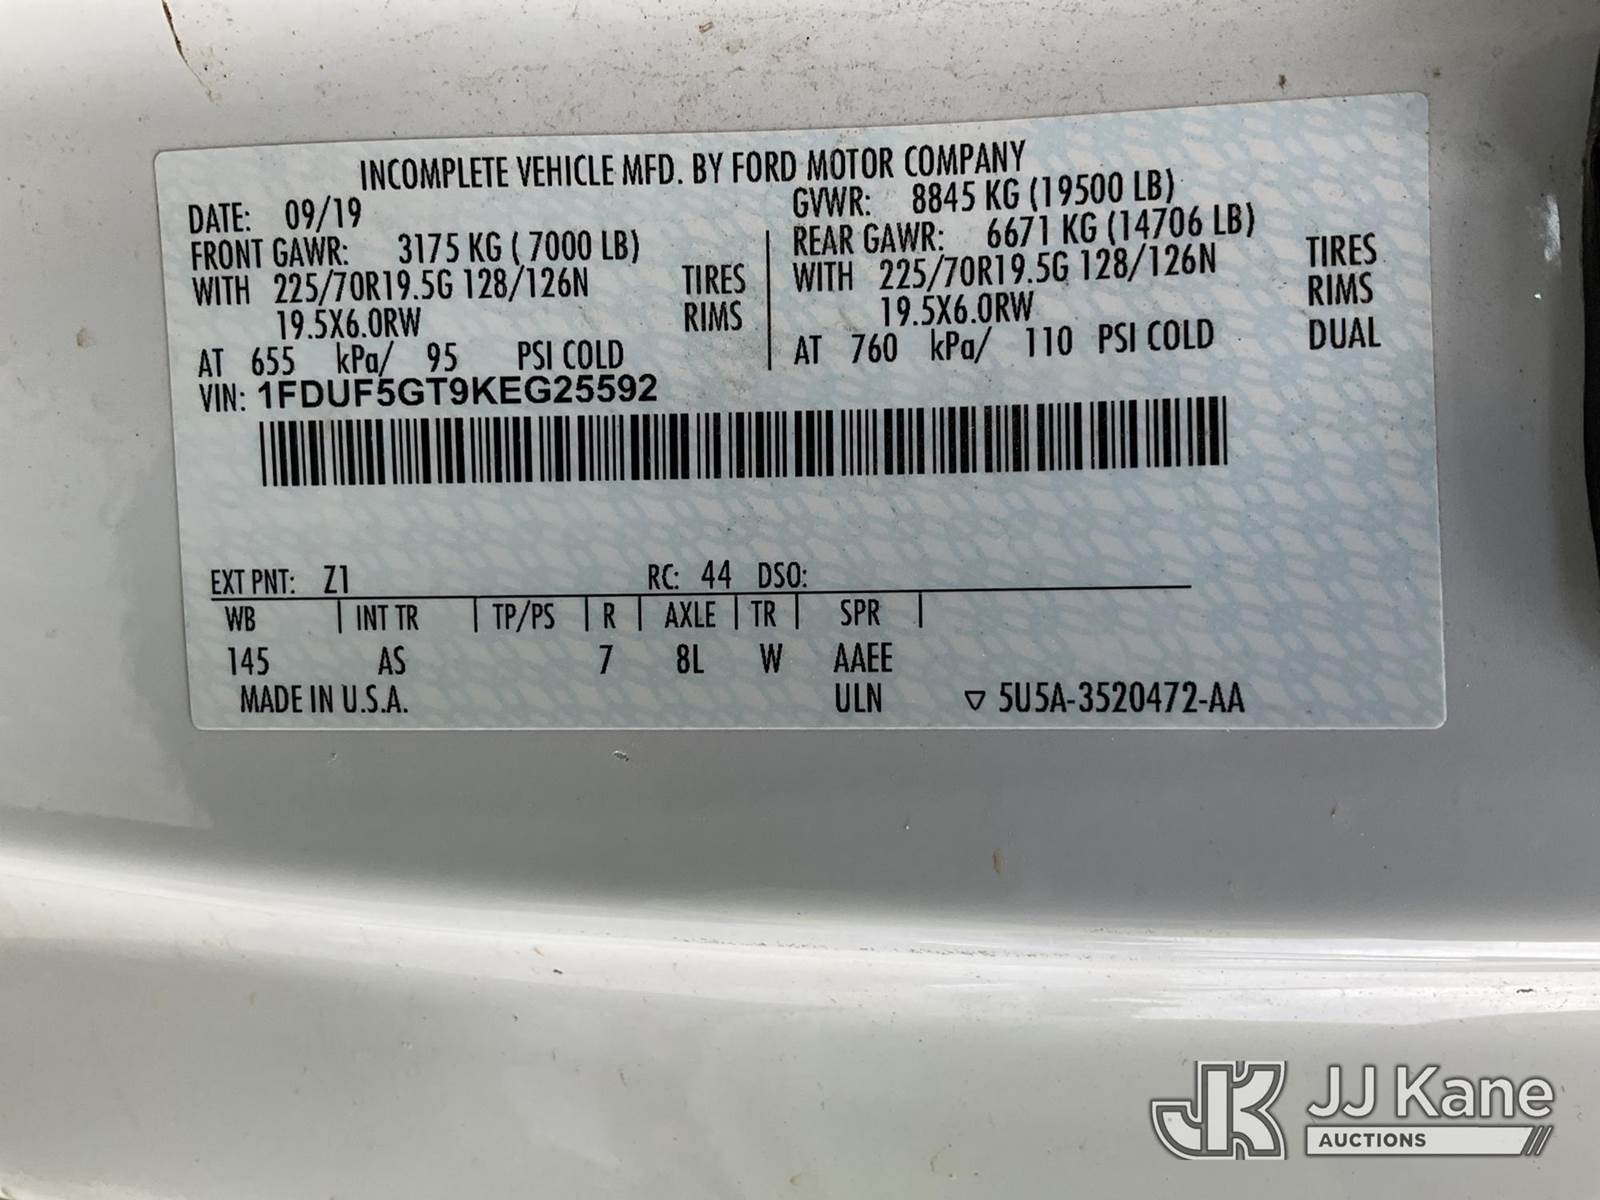 INCOMPLETE VEHICLE MFD. BY FORD MOTOR COMPANY
DATE: 09/19 GVWR: 8845 KG (19500 LB)
FRONT GAWR: 3175 KG ( 7000 LB) REAR GAWR: 6671 KG (14706 LB)
WITH 225/70R19.5G 128/126N TIRES WITH 225/70R19.5G 128/126N TIRES
19.5X6.0RW RIMS 19.5X6.0RW RIMS
AT 655 kPa/ 95 PSI COLD AT 760 kPa/ 110 PSI COLD DUAL
VIN: 1FDUF5GT9KEG25592
EXT PNT: Z1 RC: 44 DSO:
WB INT TR TP/PS R AXLE TR SPR
145 AS 7 8L W AAEE
MADE IN U.S.A. ULN ▽ 5U5A-3520472-AA
JK JJ Kane
AUCTIONS